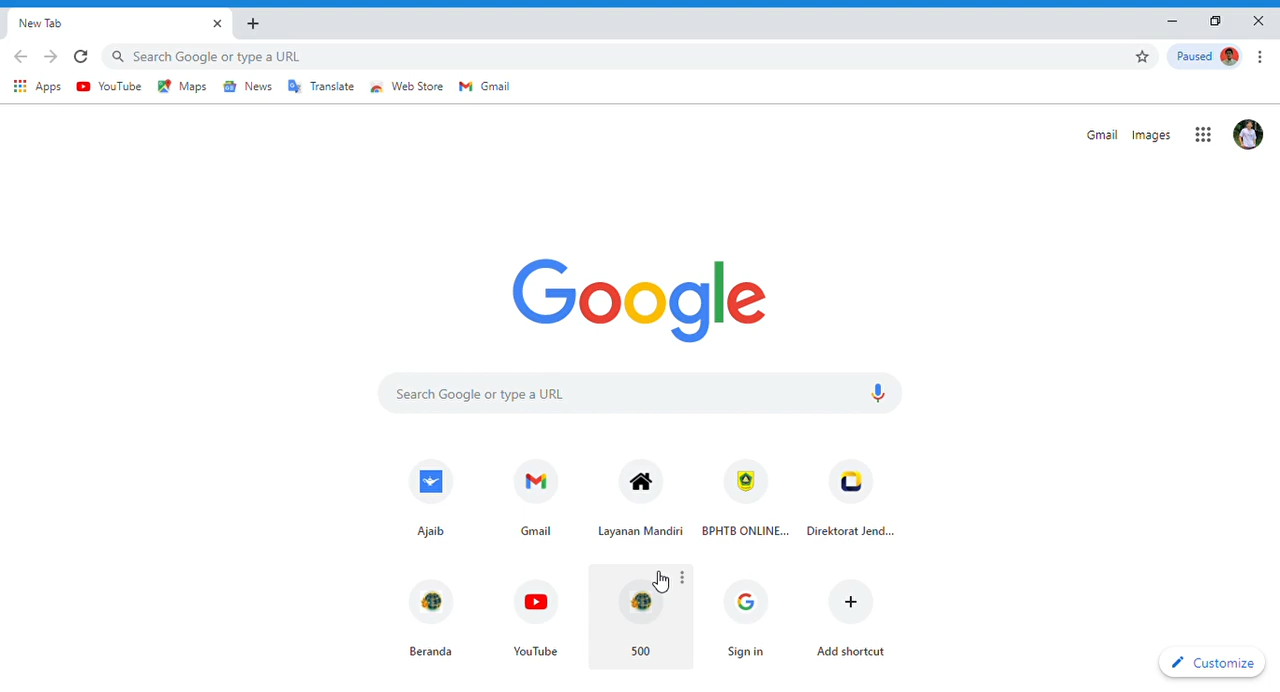 New Tab
Search Google or type a URL
Paused
Apps YouTube Maps News Translate Web Store Gmail
Gmail Images
Google
Search Google or type a URL
Ajaib Gmail Layanan Mandiri BPHTB ONLINE... Direktorat Jend...
Beranda YouTube 500 Sign in Add shortcut
Customize